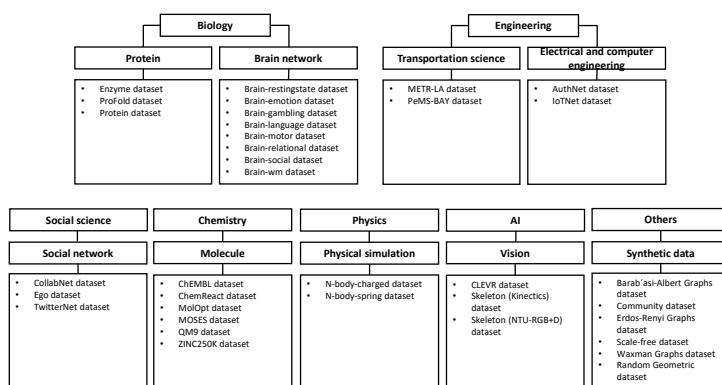 Biology
Engineering
Protein
Brain network
Transportation science
Electrical and computer
engineering
• Enzyme dataset
• ProFold dataset
• Protein dataset
• Brain-restingstate dataset
• Brain-emotion dataset
• Brain-gambling dataset
• Brain-language dataset
• Brain-motor dataset
• Brain-relational dataset
• Brain-social dataset
• Brain-wm dataset
• METR-LA dataset
• PeMS-BAY dataset
• AuthNet dataset
• IoTNet dataset
Social science
Chemistry
Physics
AI
Others
Social network
Molecule
Physical simulation
Vision
Synthetic data
• CollabNet dataset
• Ego dataset
• TwitterNet dataset
• ChEMBL dataset
• ChemReact dataset
• MolOpt dataset
• MOSES dataset
• QM9 dataset
• ZINC250K dataset
• N-body-charged dataset
• N-body-spring dataset
• CLEVR dataset
• Skeleton (Kinectics)
dataset
• Skeleton (NTU-RGB+D)
dataset
• Barab´asi-Albert Graphs
dataset
• Community dataset
• Erdos-Renyi Graphs
dataset
• Scale-free dataset
• Waxman Graphs dataset
• Random Geometric
dataset